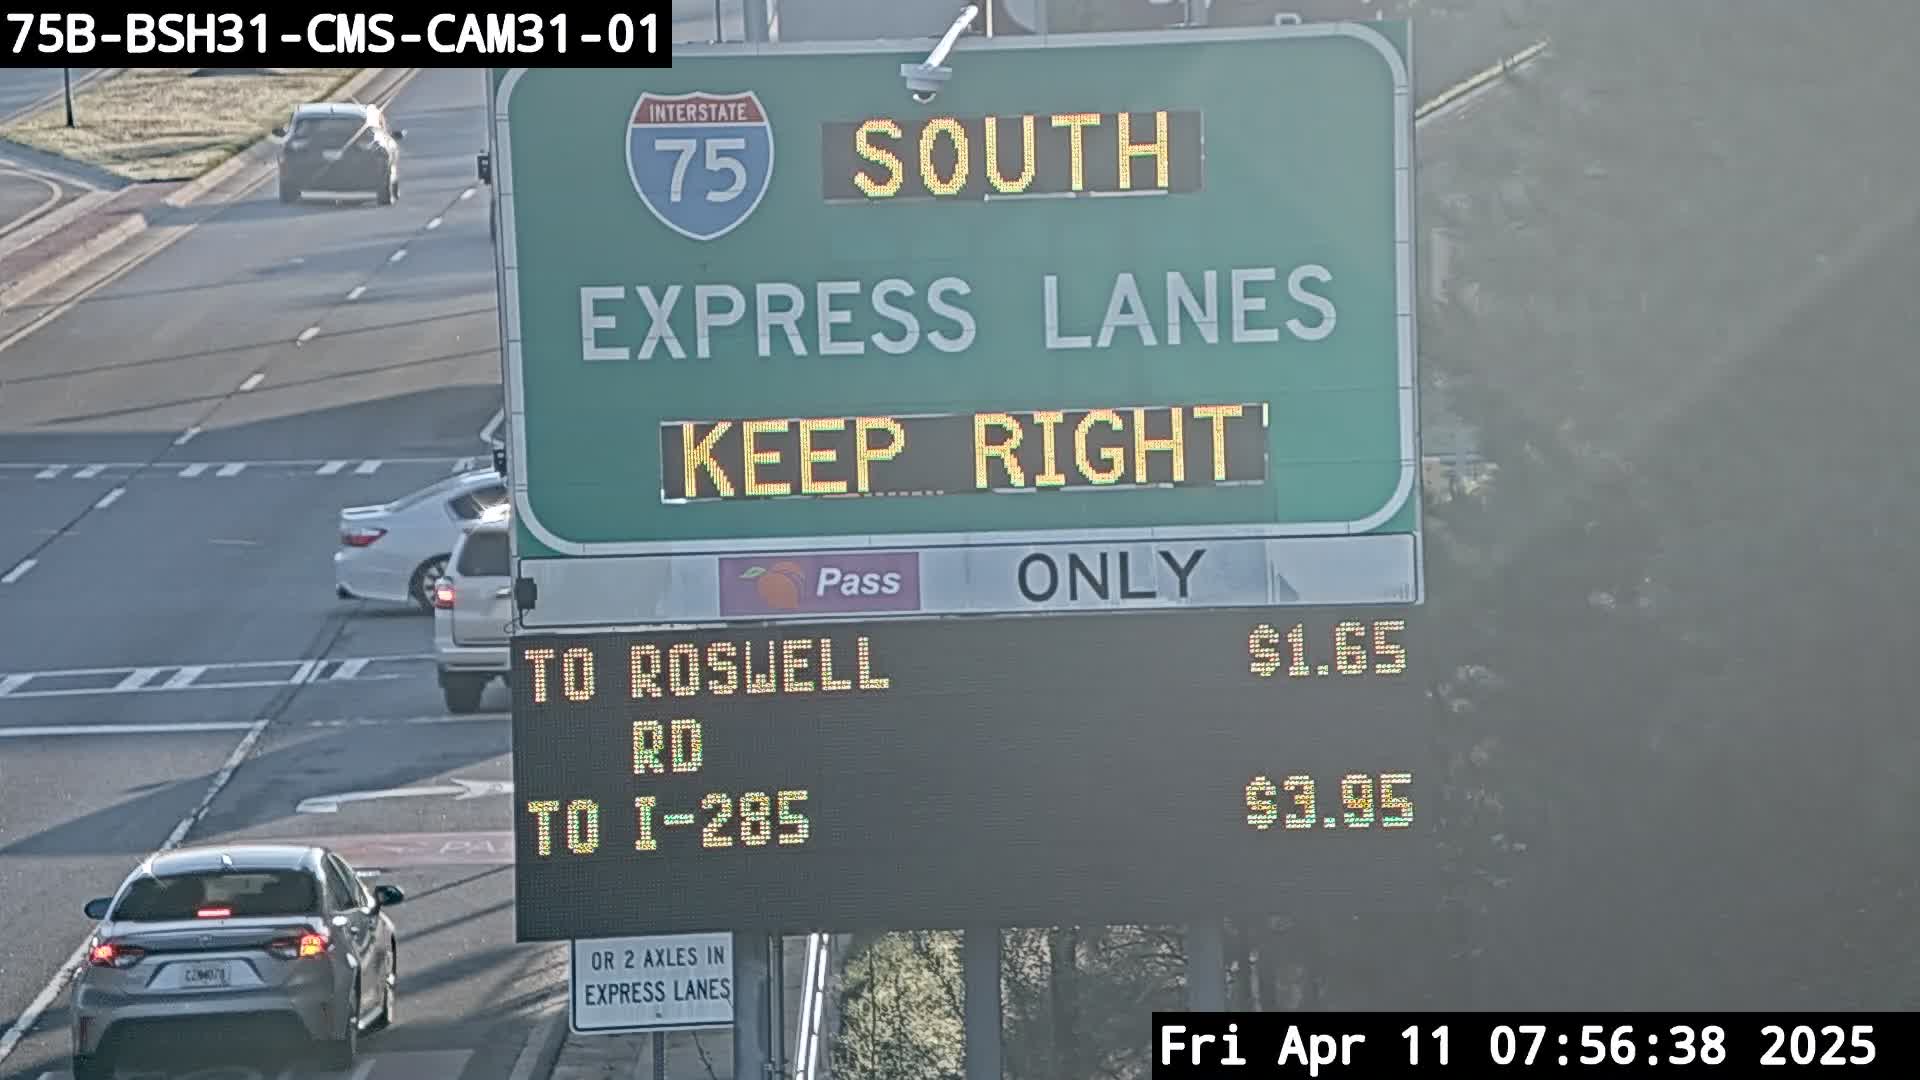 75B-BSH31-CMS-CAM31-01
INTERSTATE
75
SOUTH
EXPRESS LANES
KEEP RIGHT
Pass
ONLY
TO ROSWELL $1.65
RD
TO I-285 $3.95
OR 2 AXLES IN
EXPRESS LANES
Fri Apr 11 07:56:38 2025